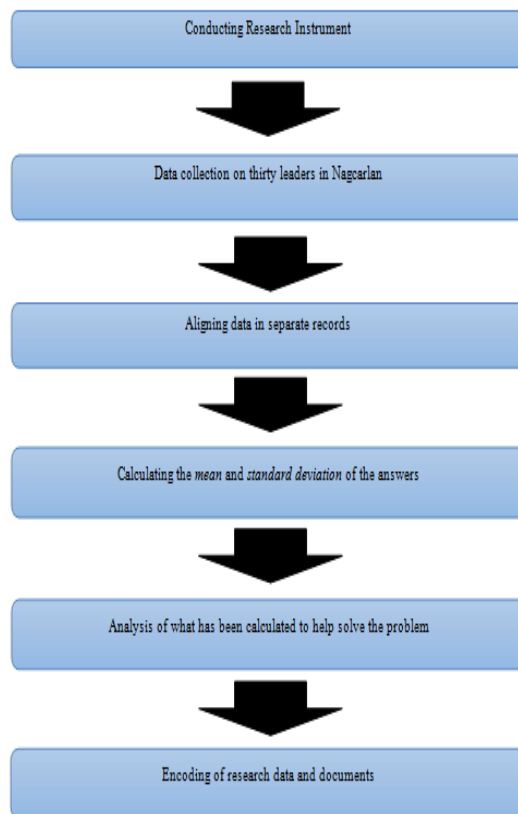 Conducting Research Instrument
Data collection on thirty leaders in Nagcarlan
Aligning data in separate records
Calculating the mean and standard deviation of the answers
Analysis of what has been calculated to help solve the problem
Encoding of research data and documents